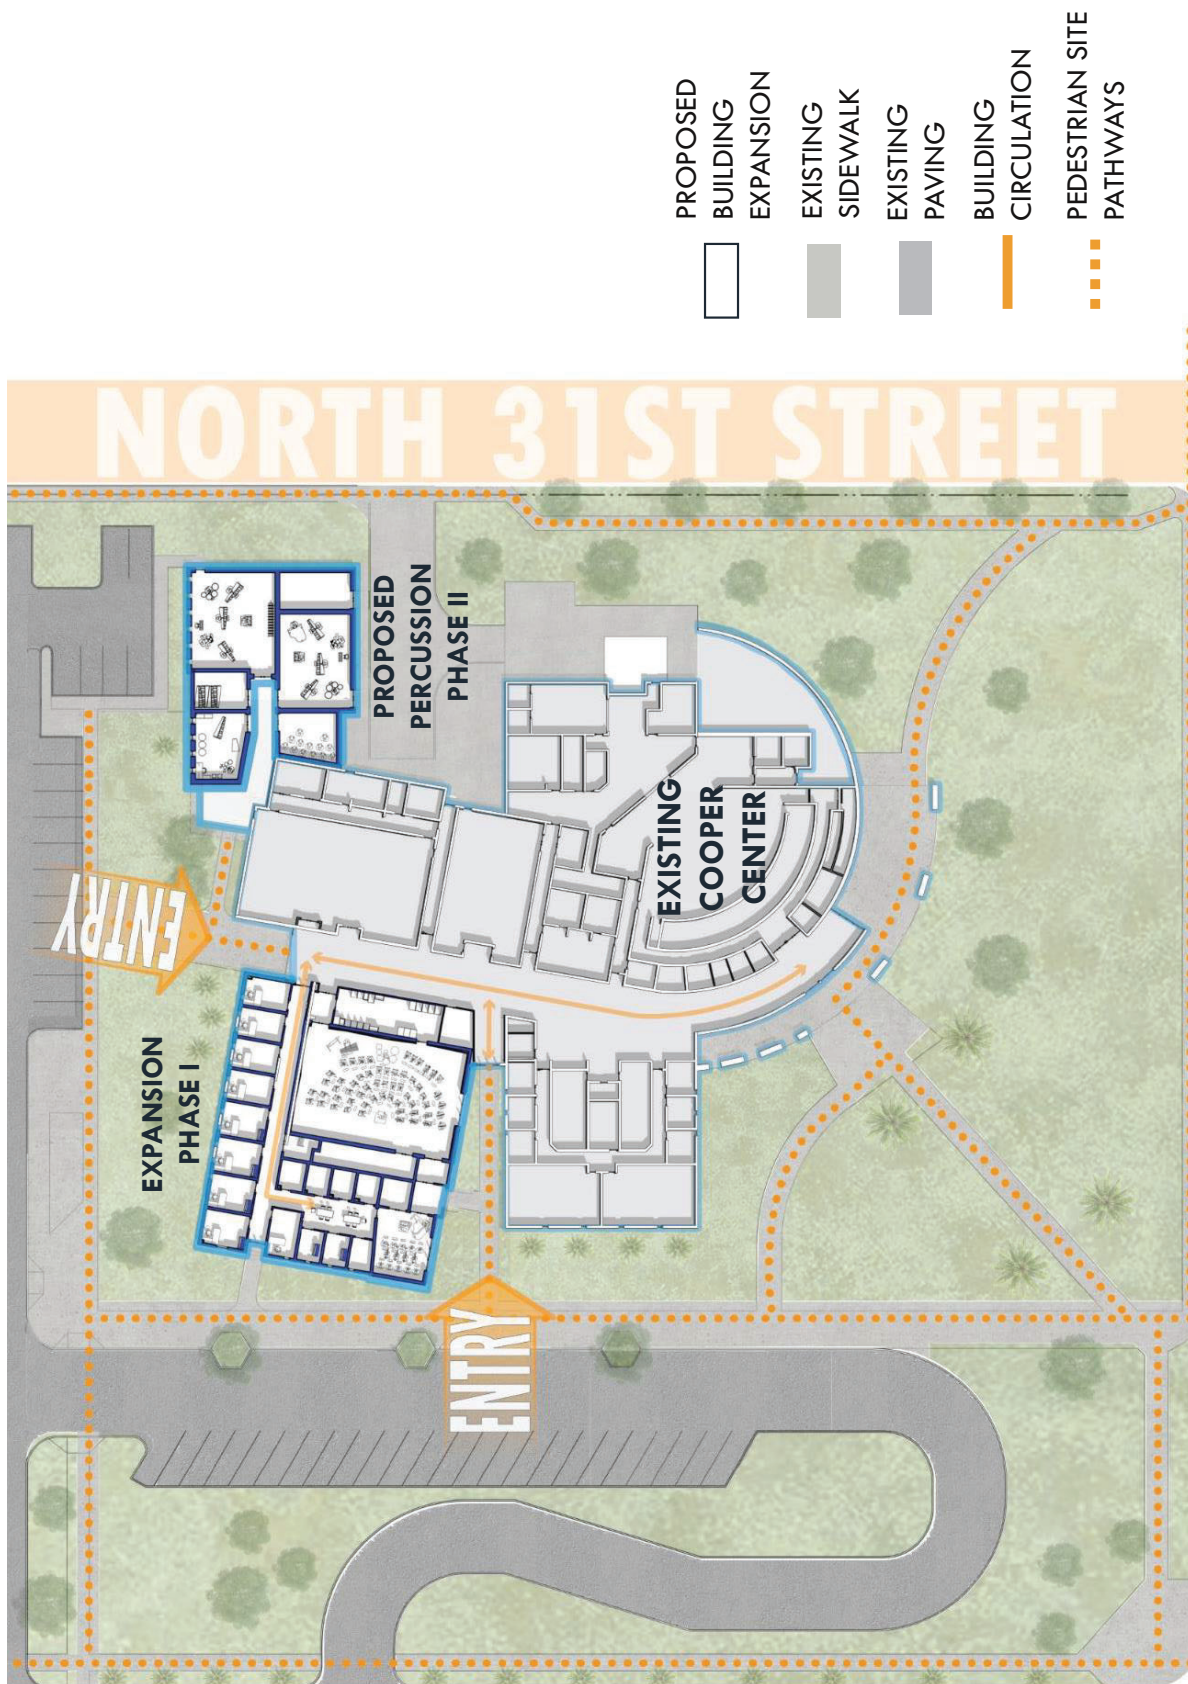 NORTH 31ST STREET
PROPOSED
BUILDING
EXPANSION
EXISTING
SIDEWALK
EXISTING
PAVING
BUILDING
CIRCULATION
PEDESTRIAN SITE
PATHWAYS
PROPOSED
PERCUSSION
PHASE II
EXISTING
COOPER
CENTER
EXPANSION
PHASE I
ENTRY
ENTRY